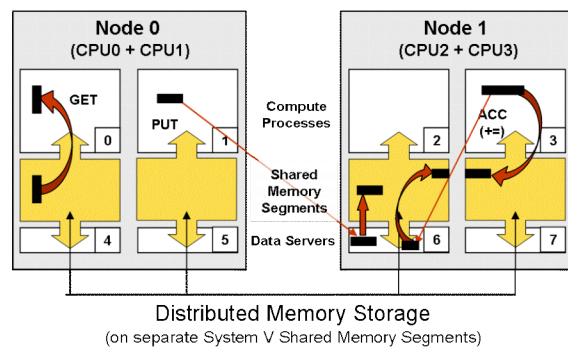 Node 0
(CPU0 + CPU1)
Node 1
(CPU2 + CPU3)
GET
PUT
0
1
Compute
Processes
ACC
(+=)
2
3
Shared
Memory
Segments
Data Servers
4
5
6
7
Distributed Memory Storage
(on separate System V Shared Memory Segments)